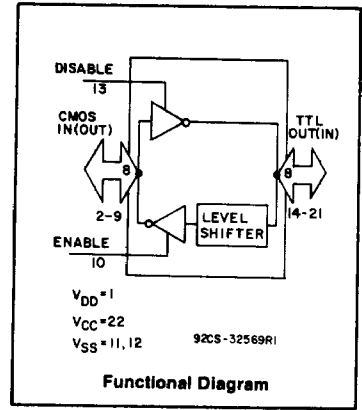 DISABLE
13
CMOS
IN(OUT)
TTL
OUT(IN)
8
8
2-9
14-21
LEVEL
SHIFTER
ENABLE
10
VDD=1
VCC=22
VSS=11,12
92CS-32569R1
Functional Diagram